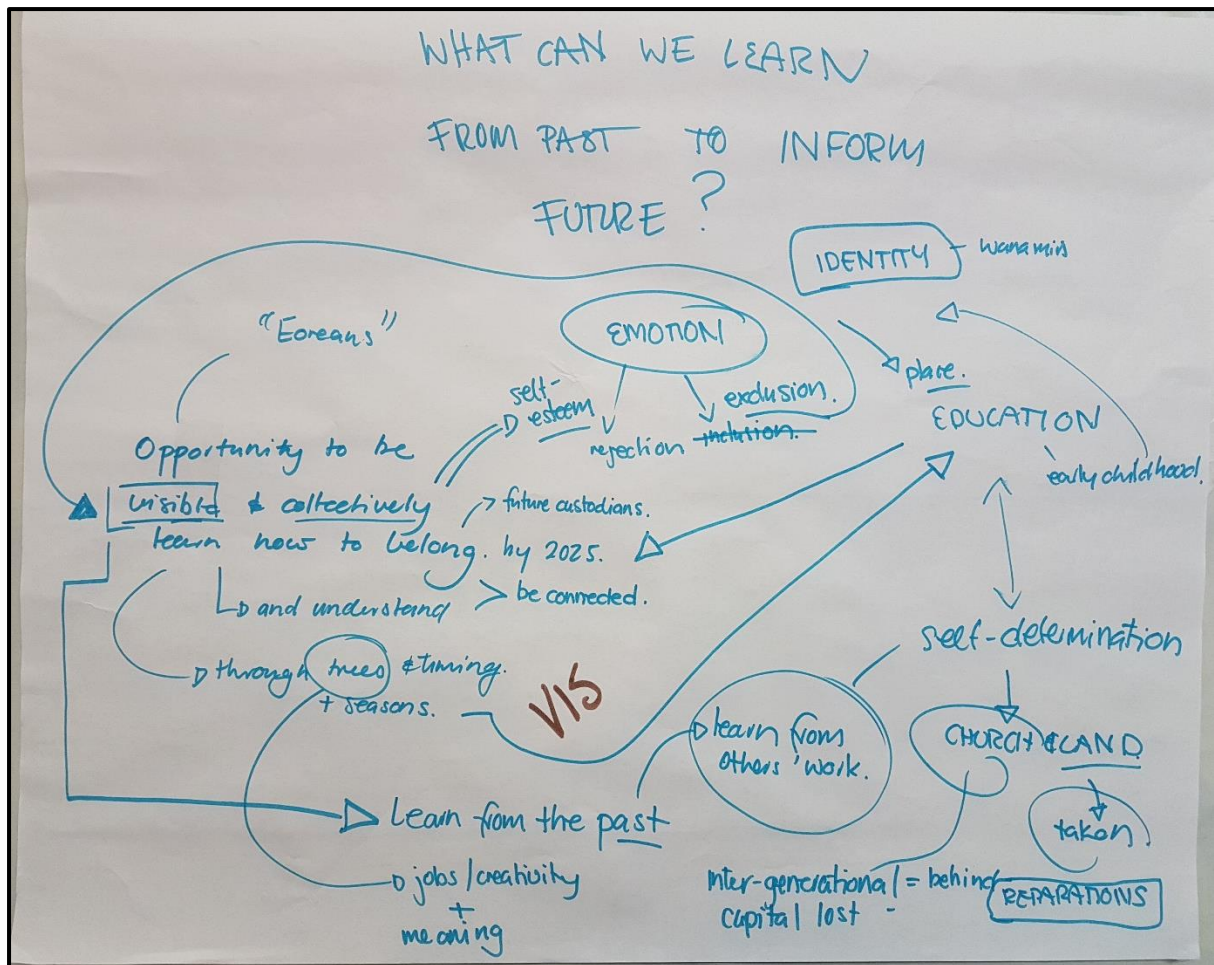 WHAT CAN WE LEARN
FROM PAST TO INFORM
FUTURE ?
IDENTITY - wanamirs
"Eoreans"
EMOTION
place.
self-
esteem
exclusion.
rejection inclusion.
EDUCATION
early childhood.
Opportunity to be
visible & collectively
learn how to belong. by 2025.
future custodians.
be connected.
and understand
through trees & timing.
+ seasons.
VIS
self-determination
learn from
others' work.
CHURCH & LAND
taken
REPARATIONS
Learn from the past
jobs/creativity
+
meaning
Inter-generational = behind
capital lost -